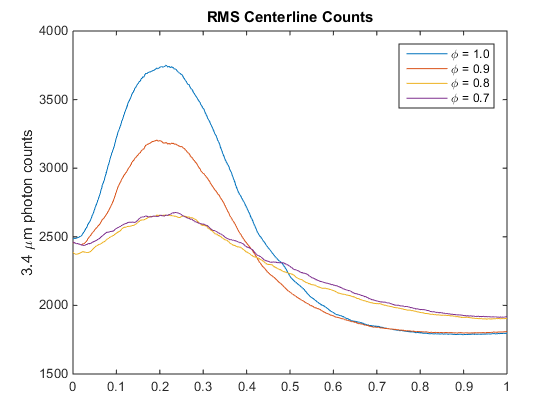 RMS Centerline Counts
4000
3500
3000
2500
2000
1500
3.4 μm photon counts
ϕ = 1.0
ϕ = 0.9
ϕ = 0.8
ϕ = 0.7
0 0.1 0.2 0.3 0.4 0.5 0.6 0.7 0.8 0.9 1